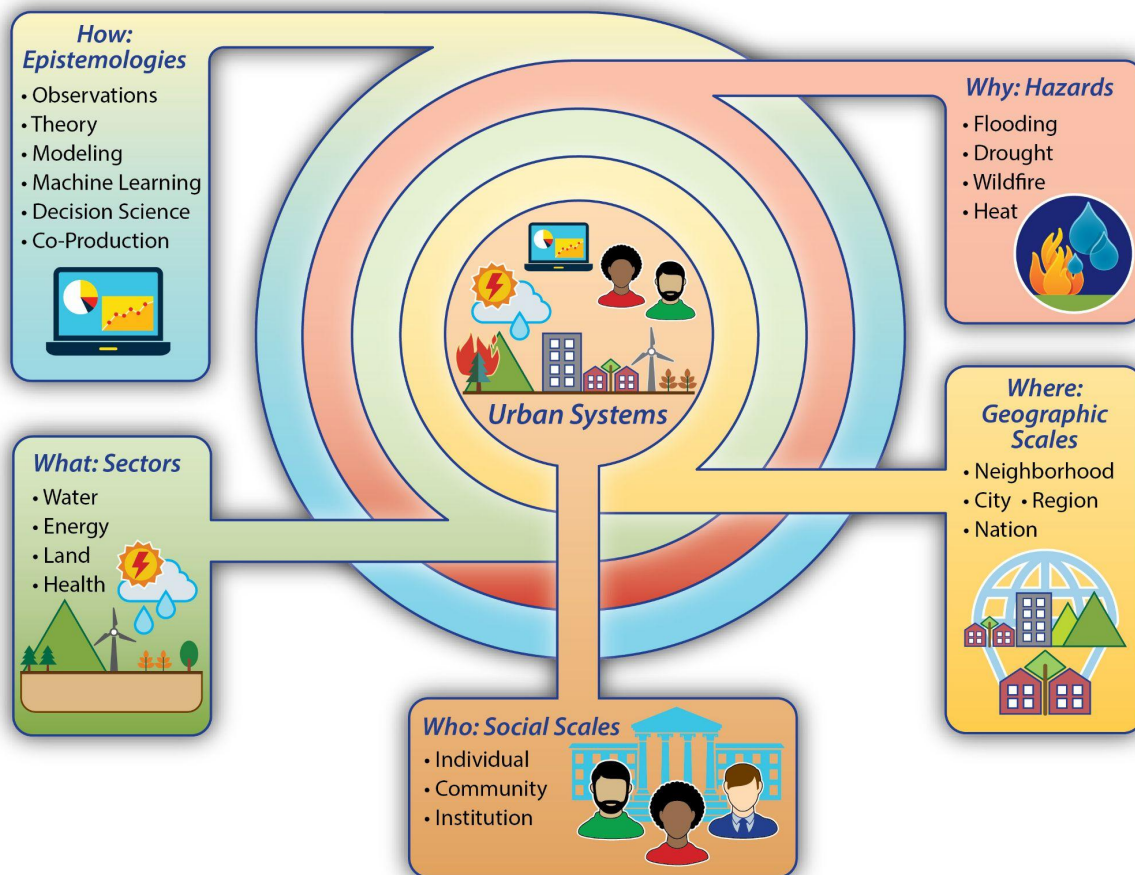 How:
Epistemologies
• Observations
• Theory
• Modeling
• Machine Learning
• Decision Science
• Co-Production
Why: Hazards
• Flooding
• Drought
• Wildfire
• Heat
Urban Systems
What: Sectors
• Water
• Energy
• Land
• Health
Where:
Geographic
Scales
• Neighborhood
• City • Region
• Nation
Who: Social Scales
• Individual
• Community
• Institution